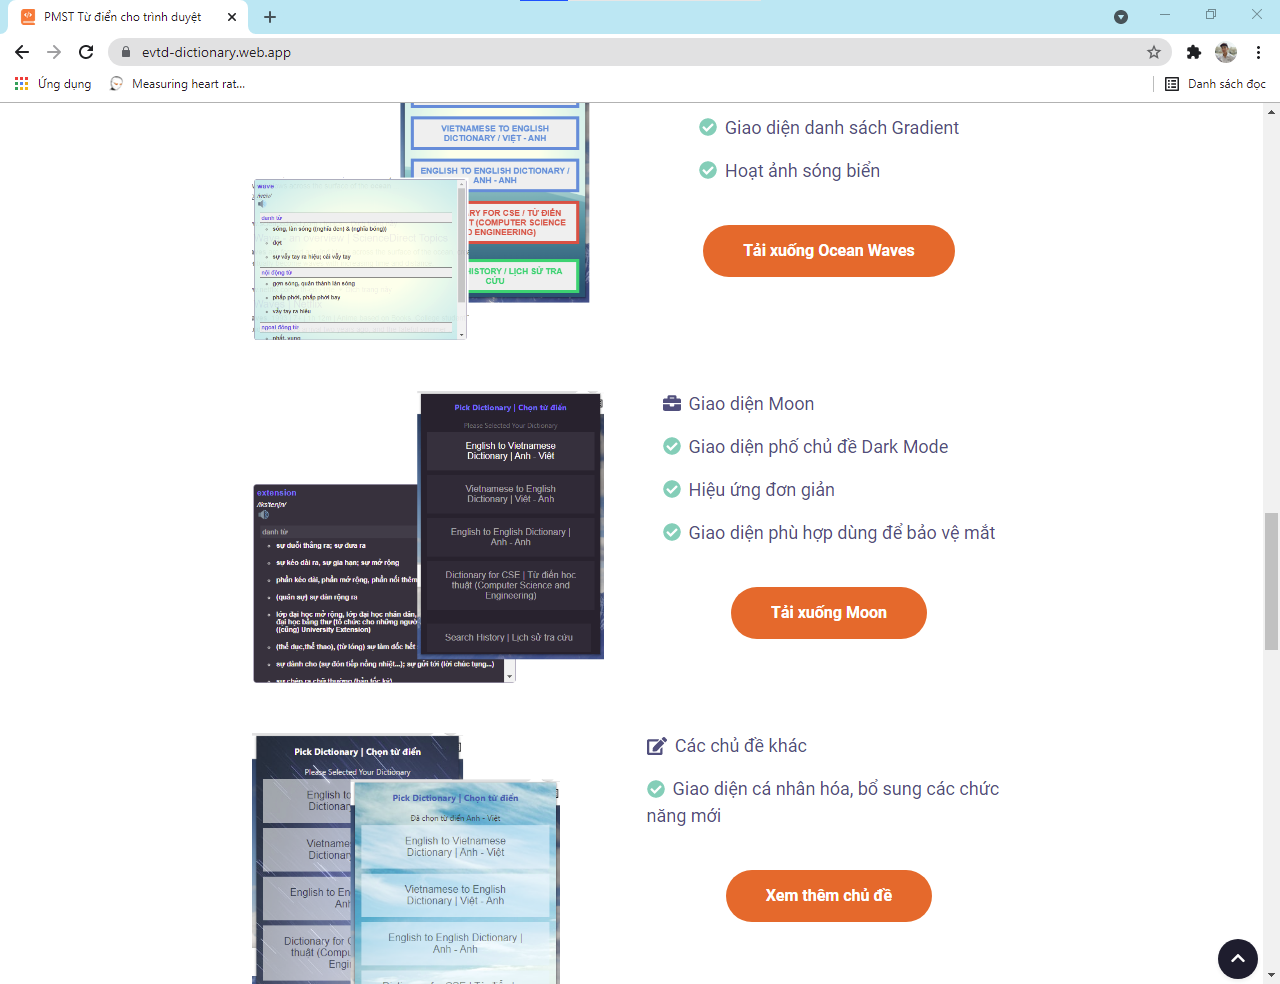 PMST Từ điển cho trình duyệt
evtd-dictionary.web.app
Ứng dụng
Measuring heart rat...
Danh sách đọc
VIETNAMESE TO ENGLISH
DICTIONARY / VIỆT - ANH
ENGLISH TO ENGLISH DICTIONARY /
ANH - ANH
RY FOR CSE / TỪ ĐIỂN
T (COMPUTER SCIENCE
D ENGINEERING)
HISTORY / LỊCH SỬ TRA
CỨU
wave
/weiv/
danh từ
sóng, làn sóng ((nghĩa đen) & (nghĩa bóng))
đợt
sự vẫy tay ra hiệu; cái vẫy tay
nội động từ
gợn sóng, quằn thành làn sóng
phấp phới, phấp phới bay
vẫy tay ra hiệu
ngoại động từ
phất, vung
Giao diện danh sách Gradient
Hoạt ảnh sóng biển
Tải xuống Ocean Waves
Pick Dictionary | Chọn từ điển
Please Selected Your Dictionary
English to Vietnamese
Dictionary | Anh - Việt
Vietnamese to English
Dictionary | Việt - Anh
English to English Dictionary |
Anh - Anh
Dictionary for CSE | Từ điển học
thuật (Computer Science and
Engineering)
Search History | Lịch sử tra cứu
extension
/iks'tenʃn/
danh từ
sự duỗi thẳng ra; sự đưa ra
sự kéo dài ra, sự gia hạn; sự mở rộng
phần kéo dài, phần mở rộng, phần nối thêm
(quân sự) sự dàn rộng ra
lớp đại học mở rộng, lớp đại học nhân dân,
đại học bằng thư (tổ chức cho những ngườ
((cũng) University Extension)
(thể dục,thể thao), (từ lóng) sự làm dốc hết
sự dành cho (sự đón tiếp nồng nhiệt...); sự gửi tới (lời chúc tụng...)
sự chép ra chữ thường (bản tốc ký)
Giao diện Moon
Giao diện phố chủ đề Dark Mode
Hiệu ứng đơn giản
Giao diện phù hợp dùng để bảo vệ mắt
Tải xuống Moon
Pick Dictionary | Chọn từ điển
Please Selected Your Dictionary
English to
Dictionar
Vietname
Dictionar
English to En
Anh
Dictionary for C
thuật (Compu
Engin
Pick Dictionary | Chọn từ điển
Đã chọn từ điển Anh - Việt
English to Vietnamese
Dictionary | Anh - Việt
Vietnamese to English
Dictionary | Việt - Anh
English to English Dictionary |
Anh - Anh
Các chủ đề khác
Giao diện cá nhân hóa, bổ sung các chức
năng mới
Xem thêm chủ đề